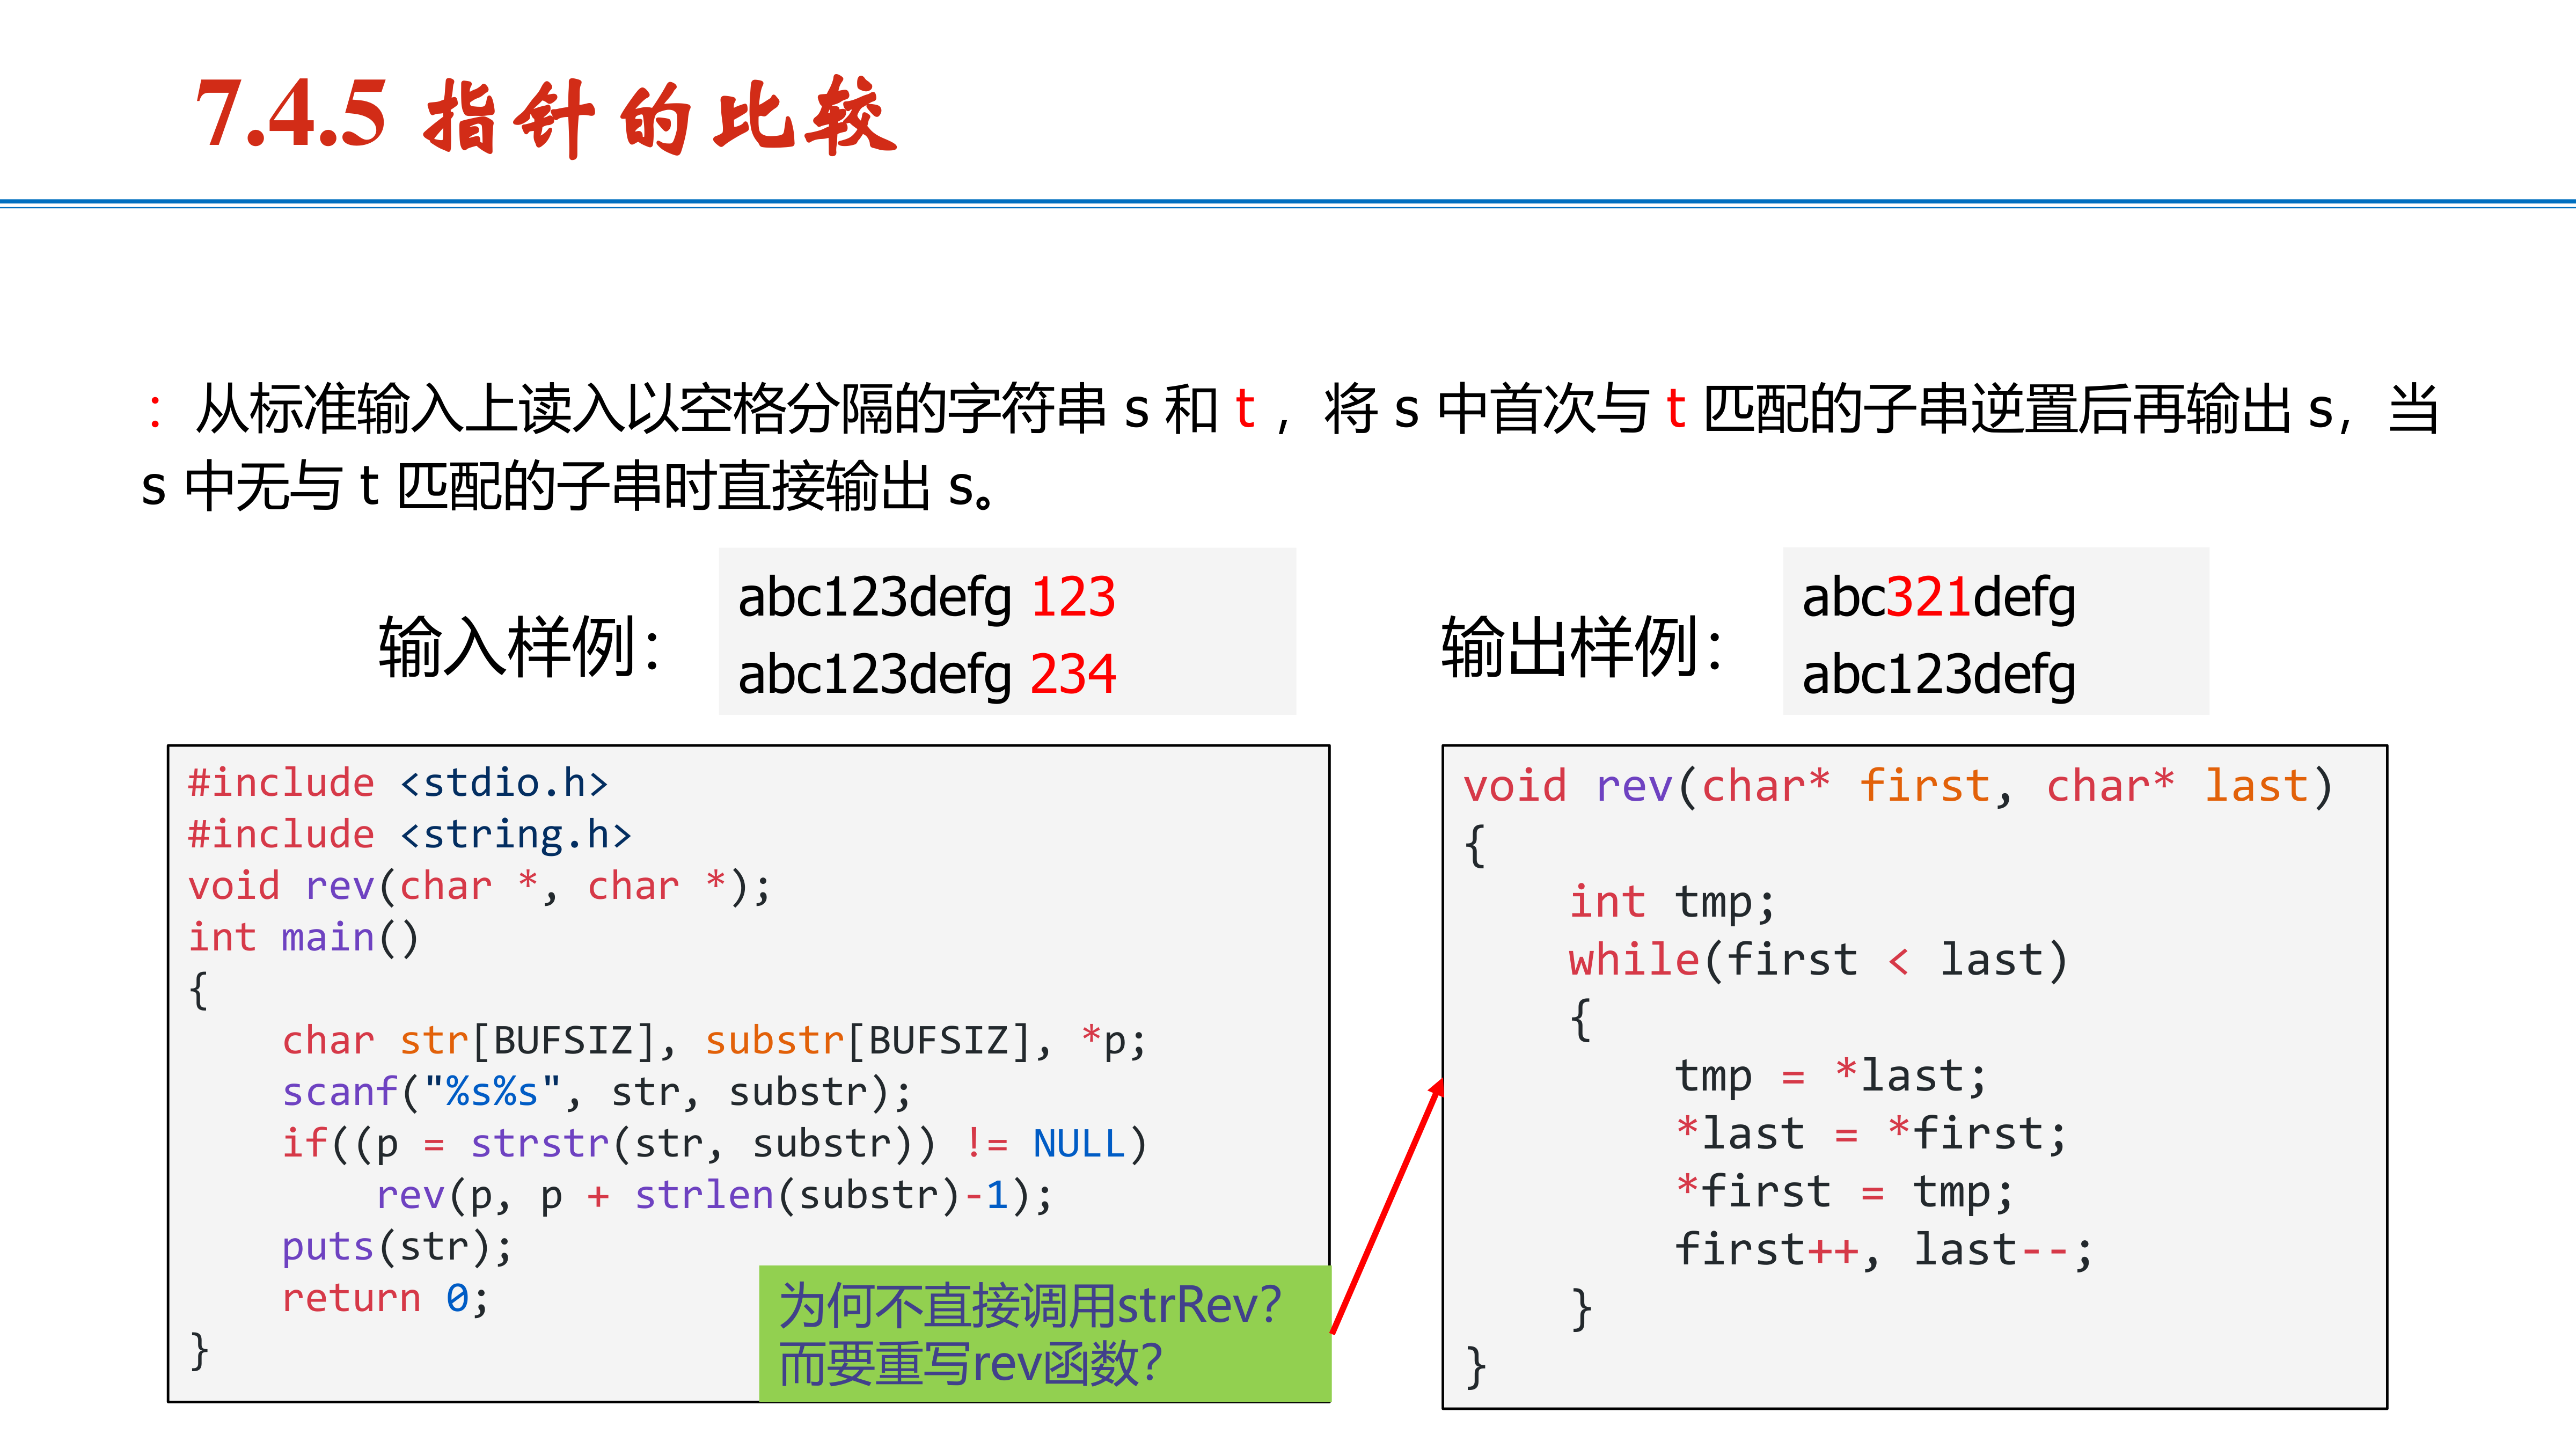 7.4.5 指针的比较
：从标准输入上读入以空格分隔的字符串 s 和 t ，将 s 中首次与 t 匹配的子串逆置后再输出 s，当
s 中无与 t 匹配的子串时直接输出 s。
输入样例：
abc123defg 123
abc123defg 234
输出样例：
abc321defg
abc123defg
#include <stdio.h>
#include <string.h>
void rev(char *, char *);
int main()
{
    char str[BUFSIZ], substr[BUFSIZ], *p;
    scanf("%s%s", str, substr);
    if((p = strstr(str, substr)) != NULL)
        rev(p, p + strlen(substr)-1);
    puts(str);
    return 0;
}
为何不直接调用strRev？
而要重写rev函数？
void rev(char* first, char* last)
{
    int tmp;
    while(first < last)
    {
        tmp = *last;
        *last = *first;
        *first = tmp;
        first++, last--;
    }
}